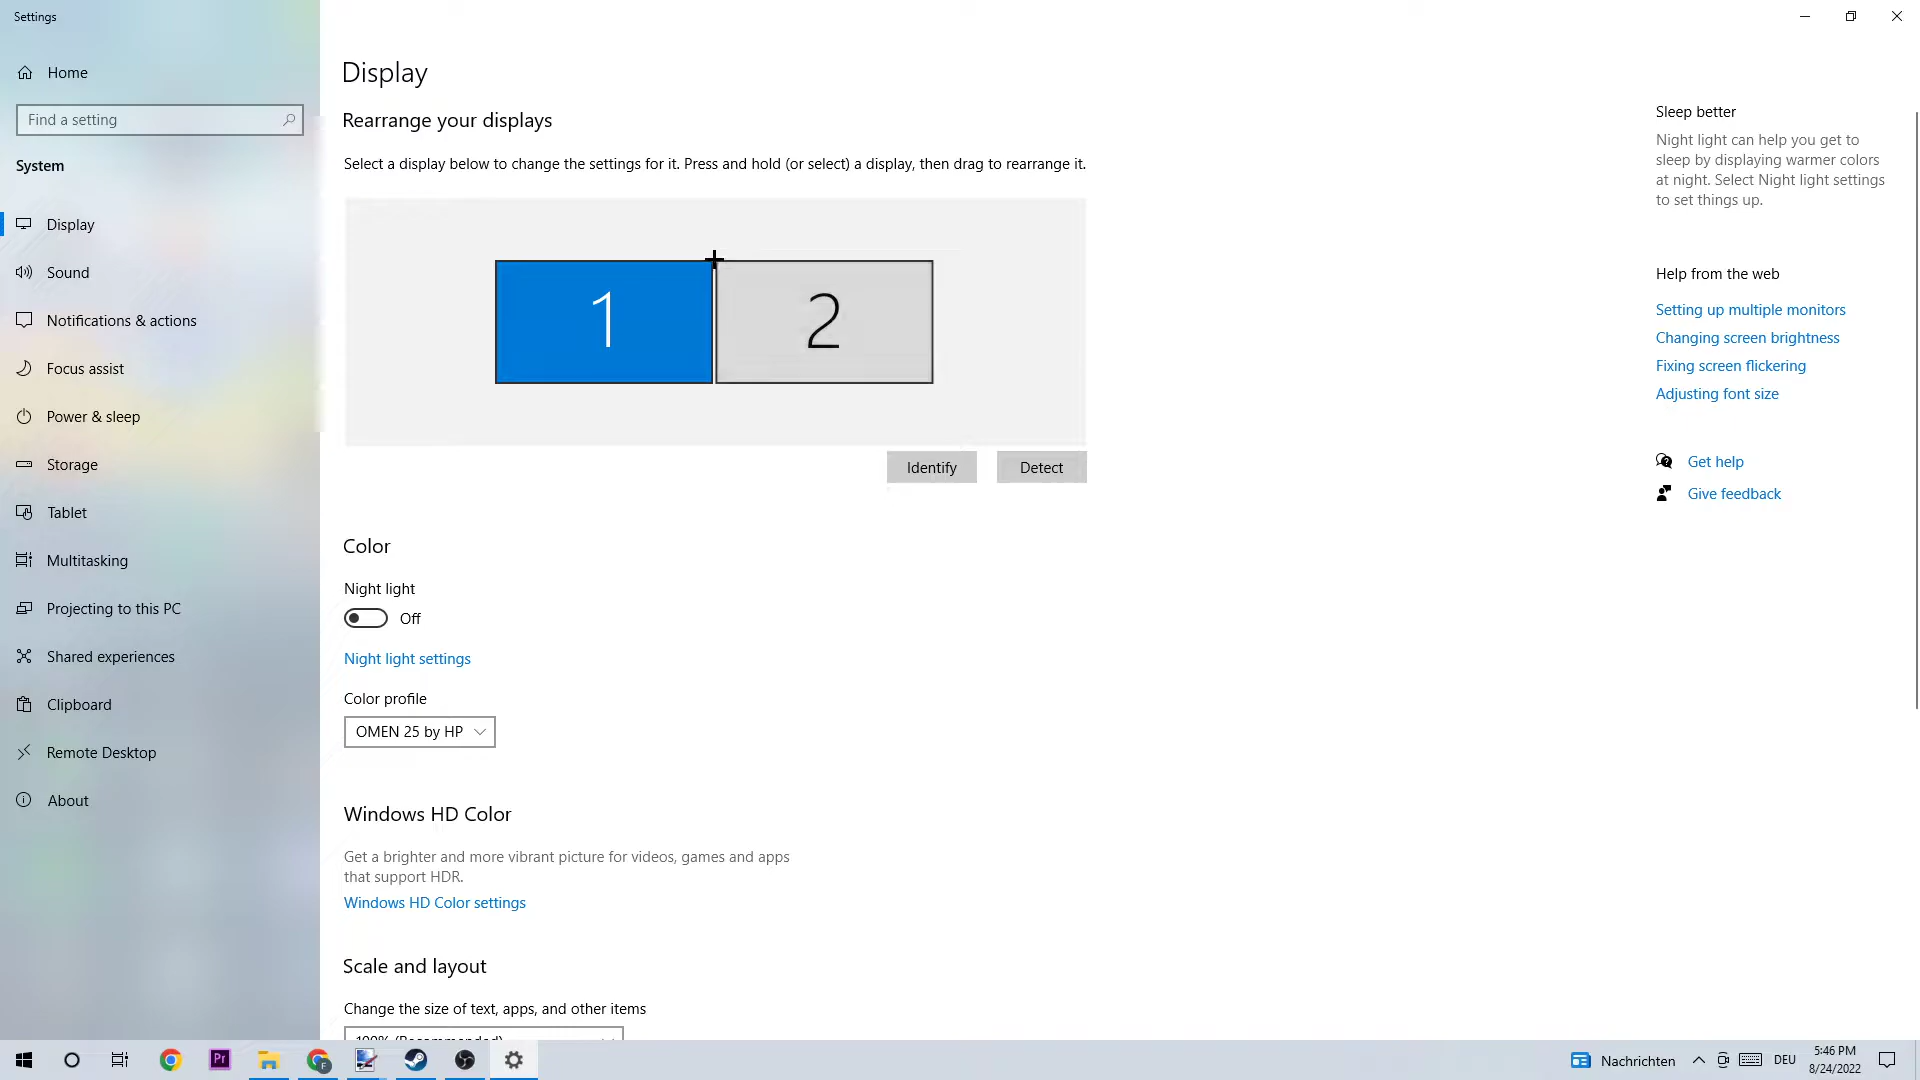 Settings
Home
Find a setting
System
Display
Sound
Notifications & actions
Focus assist
Power & sleep
Storage
Tablet
Multitasking
Projecting to this PC
Shared experiences
Clipboard
Remote Desktop
About
Display
Rearrange your displays
Select a display below to change the settings for it. Press and hold (or select) a display, then drag to rearrange it.
1
2
Identify
Detect
Color
Night light
Off
Night light settings
Color profile
OMEN 25 by HP
Windows HD Color
Get a brighter and more vibrant picture for videos, games and apps
that support HDR.
Windows HD Color settings
Scale and layout
Change the size of text, apps, and other items
100% (Recommended)
Sleep better
Night light can help you get to
sleep by displaying warmer colors
at night. Select Night light settings
to set things up.
Help from the web
Setting up multiple monitors
Changing screen brightness
Fixing screen flickering
Adjusting font size
Get help
Give feedback
Pr
F
Nachrichten
DEU
5:46 PM
8/24/2022